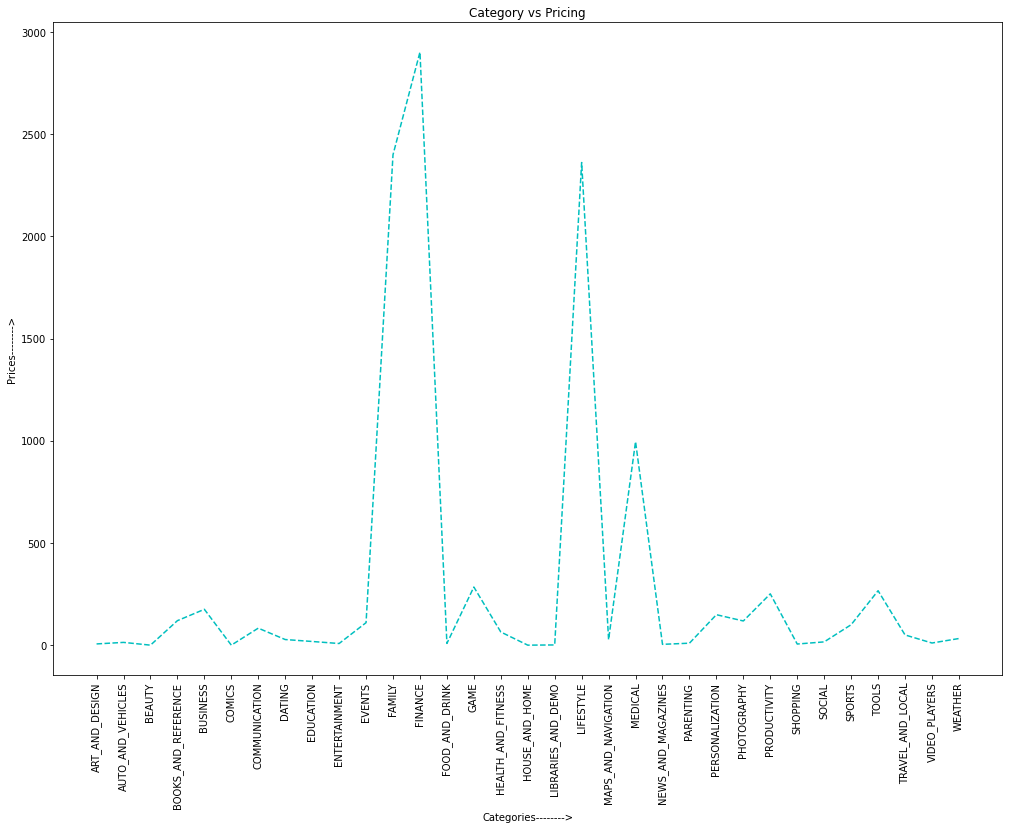 Category vs Pricing
3000
2500
2000
1500
1000
500
0
Prices-------->
ART_AND_DESIGN
AUTO_AND_VEHICLES
BEAUTY
BOOKS_AND_REFERENCE
BUSINESS
COMICS
COMMUNICATION
DATING
EDUCATION
ENTERTAINMENT
EVENTS
FAMILY
FINANCE
FOOD_AND_DRINK
GAME
HEALTH_AND_FITNESS
HOUSE_AND_HOME
LIBRARIES_AND_DEMO
LIFESTYLE
MAPS_AND_NAVIGATION
MEDICAL
NEWS_AND_MAGAZINES
PARENTING
PERSONALIZATION
PHOTOGRAPHY
PRODUCTIVITY
SHOPPING
SOCIAL
SPORTS
TOOLS
TRAVEL_AND_LOCAL
VIDEO_PLAYERS
WEATHER
Categories-------->